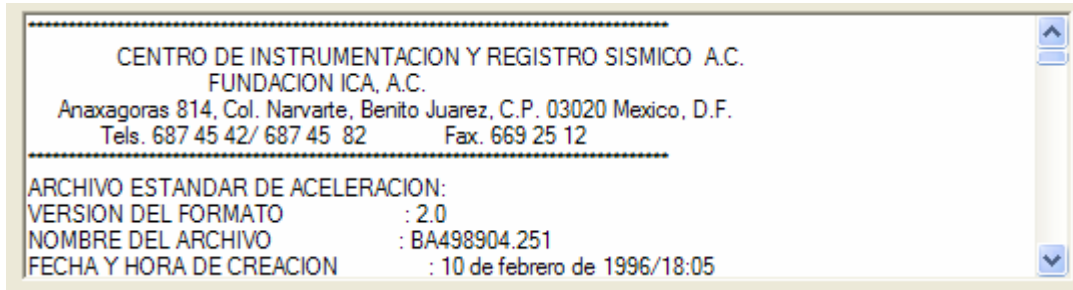 CENTRO DE INSTRUMENTACION Y REGISTRO SISMICO A.C.
FUNDACION ICA, A.C.
Anaxagoras 814, Col. Narvarte, Benito Juarez, C.P. 03020 Mexico, D.F.
Tels. 687 45 42/ 687 45 82 Fax. 669 25 12
ARCHIVO ESTANDAR DE ACELERACION:
VERSION DEL FORMATO : 2.0
NOMBRE DEL ARCHIVO : BA498904.251
FECHA Y HORA DE CREACION : 10 de febrero de 1996/18:05